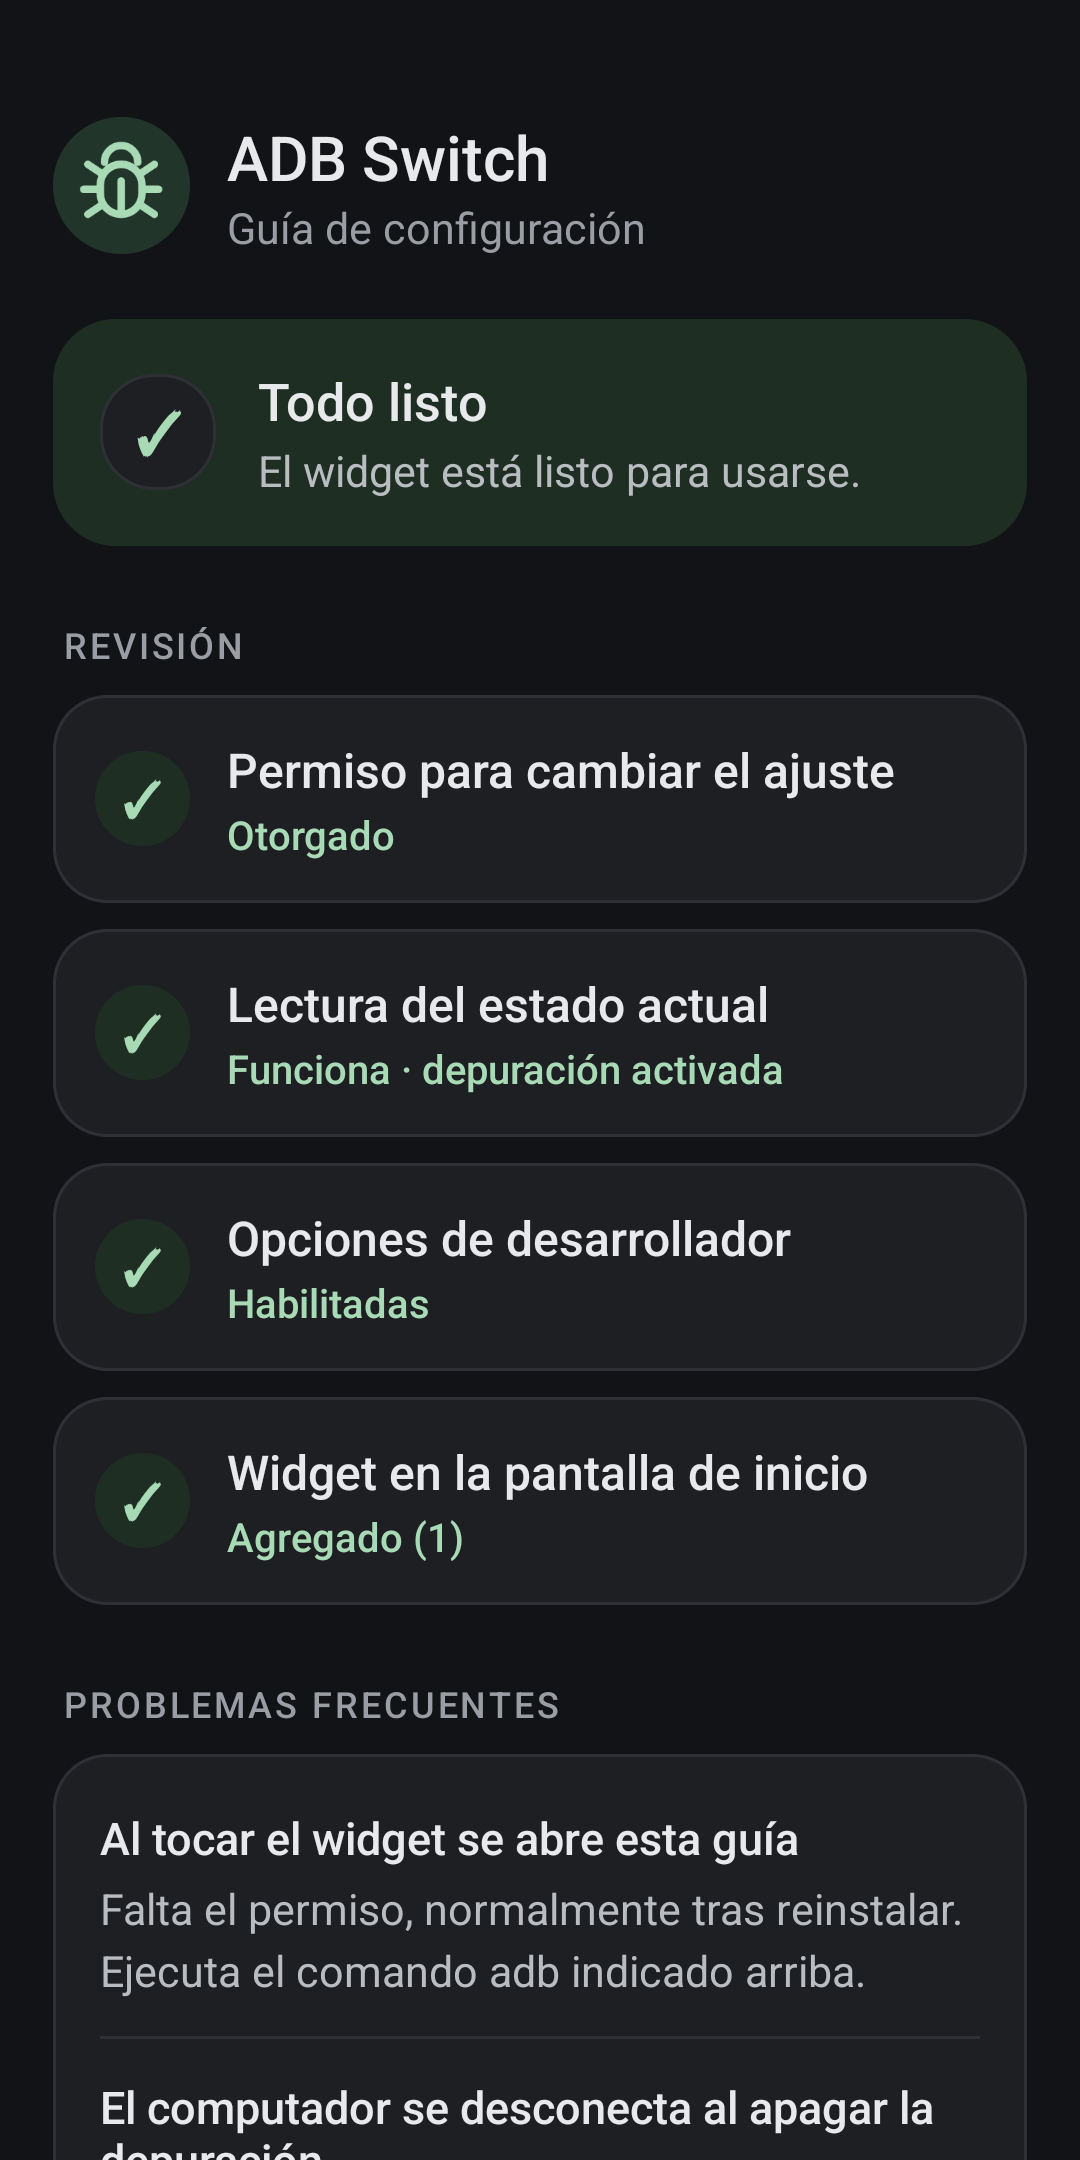 ADB Switch
Guía de configuración
✓
Todo listo
El widget está listo para usarse.
REVISIÓN
✓
Permiso para cambiar el ajuste
Otorgado
✓
Lectura del estado actual
Funciona · depuración activada
✓
Opciones de desarrollador
Habilitadas
✓
Widget en la pantalla de inicio
Agregado (1)
PROBLEMAS FRECUENTES
Al tocar el widget se abre esta guía
Falta el permiso, normalmente tras reinstalar.
Ejecuta el comando adb indicado arriba.
El computador se desconecta al apagar la
depuración